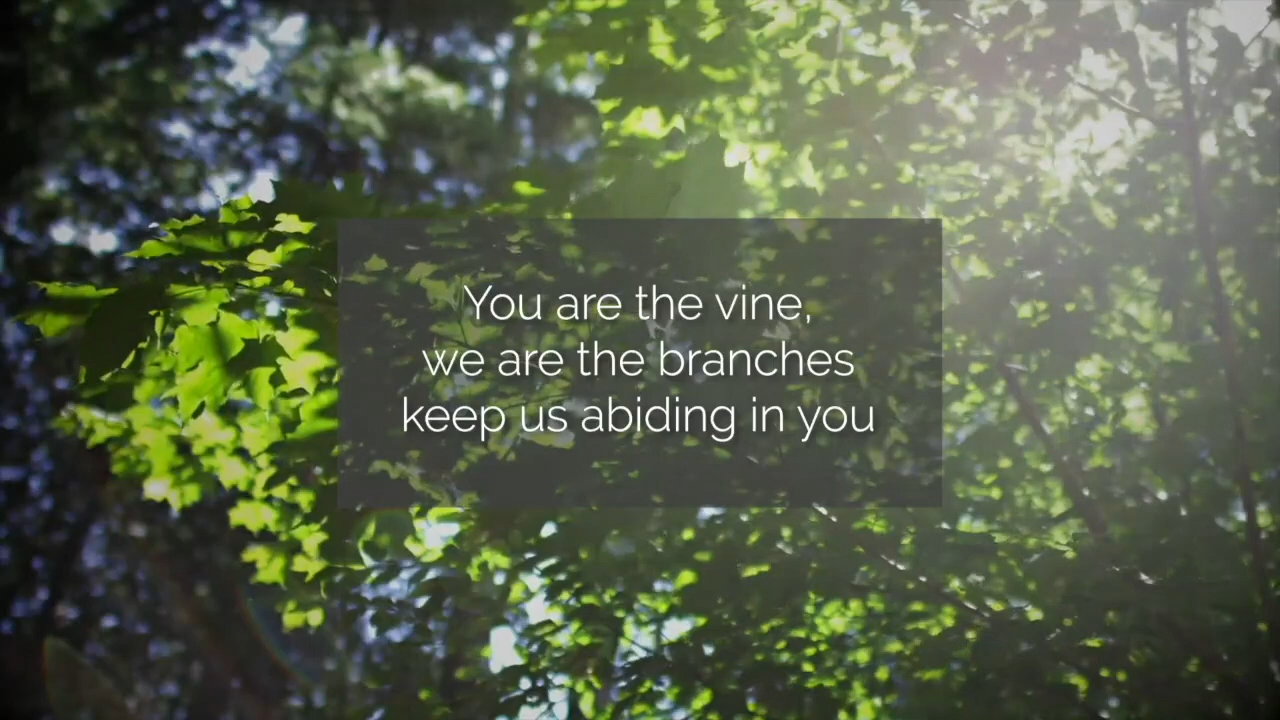 You are the vine,
we are the branches
keep us abiding in you